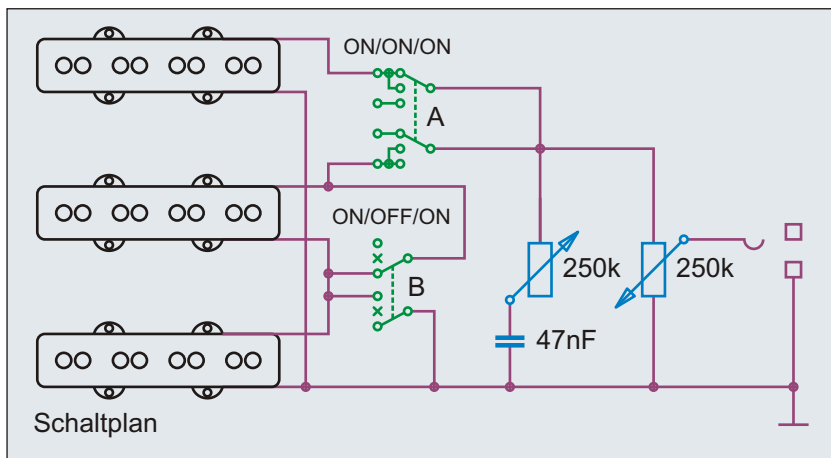 ON/ON/ON
A
ON/OFF/ON
B
250k
250k
47nF
Schaltplan